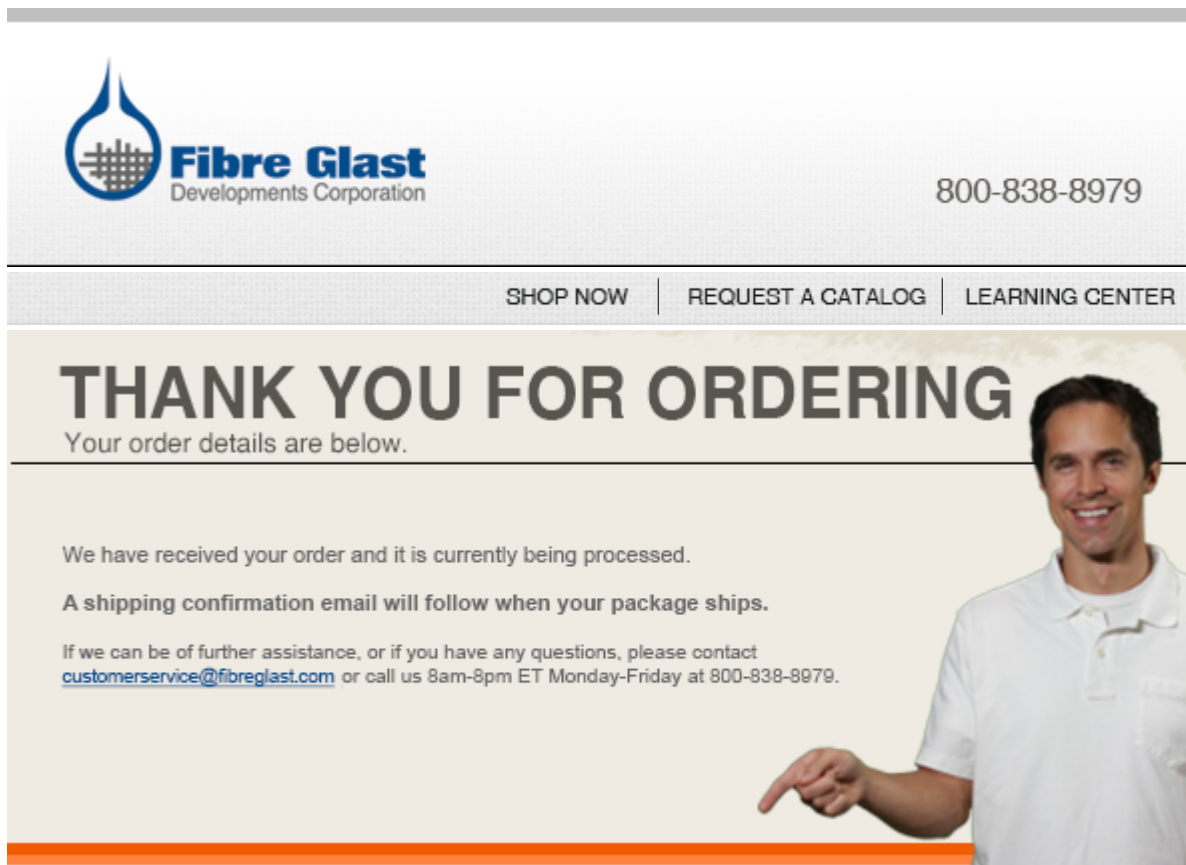 Fibre Glast
Developments Corporation
800-838-8979
SHOP NOW
REQUEST A CATALOG
LEARNING CENTER
THANK YOU FOR ORDERING
Your order details are below.
We have received your order and it is currently being processed.
A shipping confirmation email will follow when your package ships.
If we can be of further assistance, or if you have any questions, please contact
customerservice@fibreglast.com or call us 8am-8pm ET Monday-Friday at 800-838-8979.